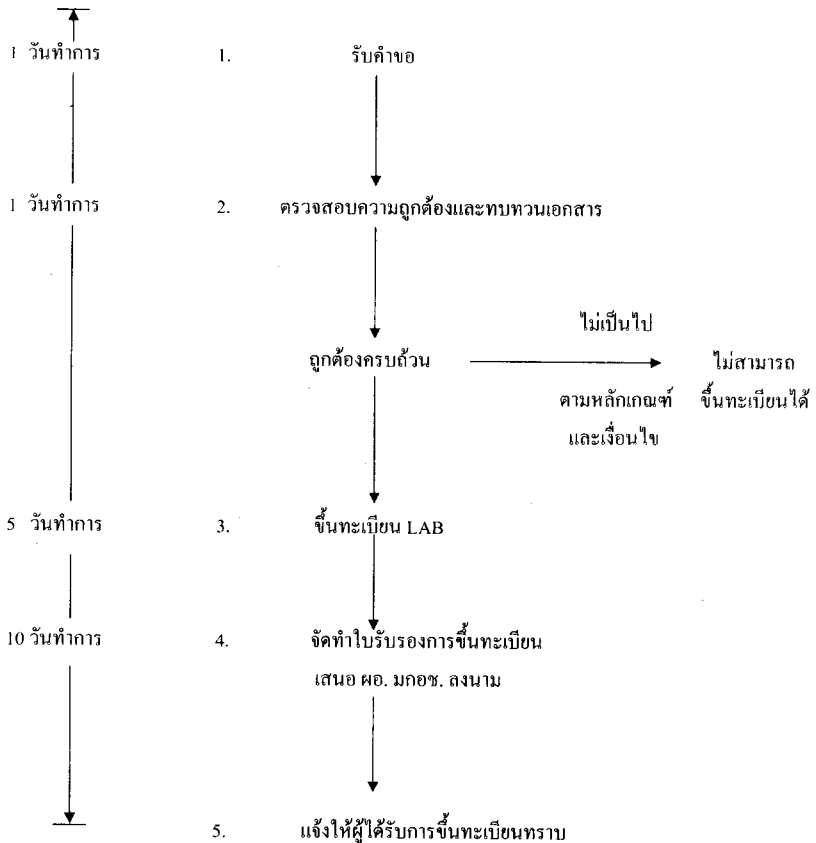 1 วันทำการ 1. รับคำขอ
1 วันทำการ 2. ตรวจสอบความถูกต้องและทบทวนเอกสาร
ไม่เป็นไป
ถูกต้องครบถ้วน ไม่สามารถ
ตามหลักเกณฑ์ ขึ้นทะเบียนได้
และเงื่อนไข
5 วันทำการ 3. ขึ้นทะเบียน LAB
10 วันทำการ 4. จัดทำใบรับรองการขึ้นทะเบียน
เสนอ ผอ. มกอช. ลงนาม
5. แจ้งให้ผู้ได้รับการขึ้นทะเบียนทราบ